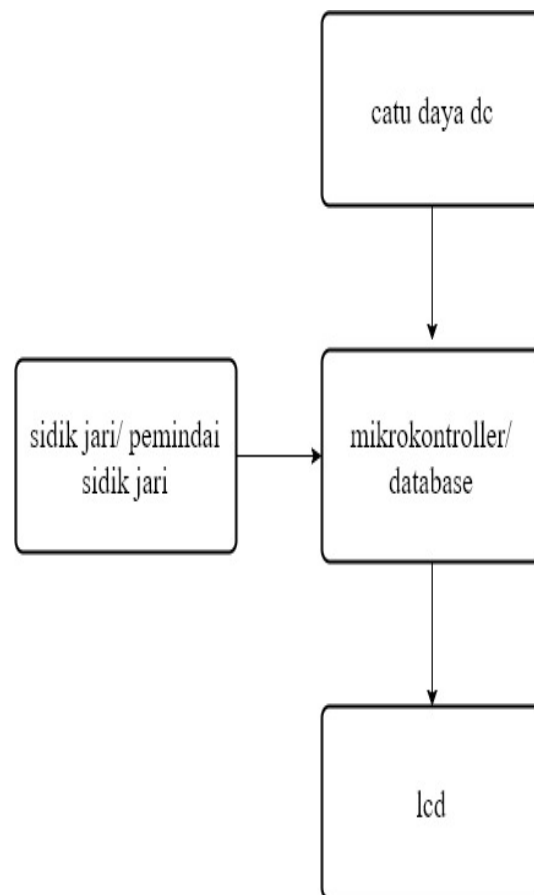 catu daya dc
sidik jari/ pemindai
sidik jari
mikrokontroller/
database
lcd